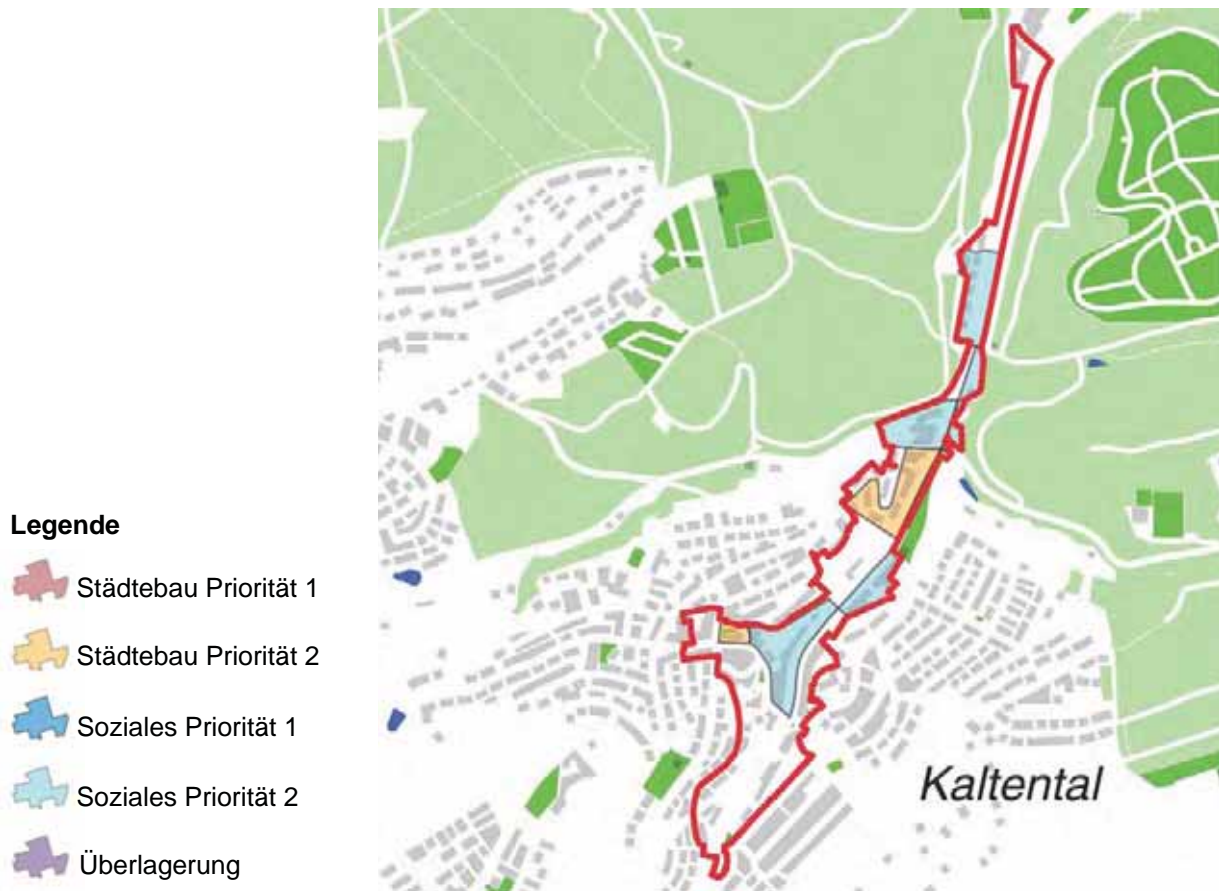 Legende
Städtebau Priorität 1
Städtebau Priorität 2
Soziales Priorität 1
Soziales Priorität 2
Überlagerung
Kaltental